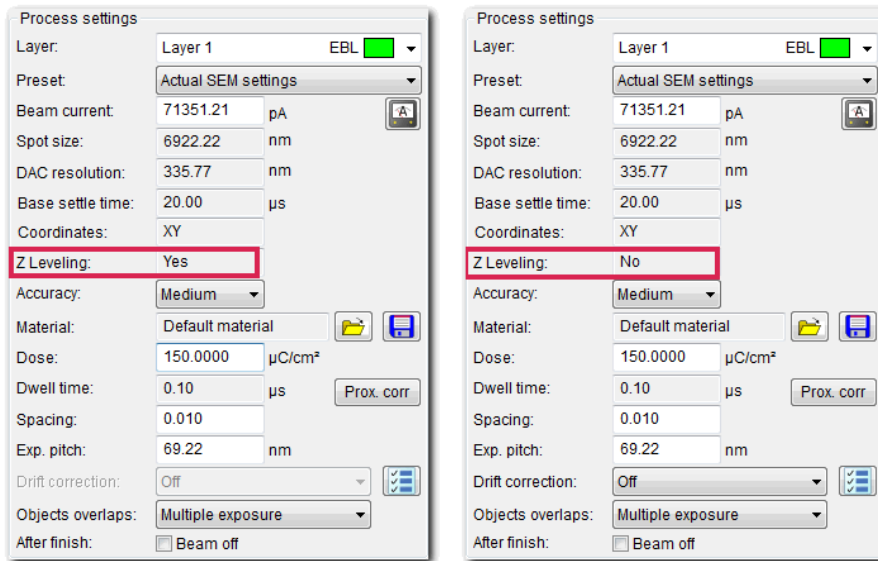 Process settings
Layer: Layer 1 EBL
Preset: Actual SEM settings
Beam current: 71351.21 pA
Spot size: 6922.22 nm
DAC resolution: 335.77 nm
Base settle time: 20.00 µs
Coordinates: XY
Z Leveling: Yes
Accuracy: Medium
Material: Default material
Dose: 150.0000 µC/cm²
Dwell time: 0.10 µs Prox. corr
Spacing: 0.010
Exp. pitch: 69.22 nm
Drift correction: Off
Objects overlaps: Multiple exposure
After finish: Beam off
Process settings
Layer: Layer 1 EBL
Preset: Actual SEM settings
Beam current: 71351.21 pA
Spot size: 6922.22 nm
DAC resolution: 335.77 nm
Base settle time: 20.00 µs
Coordinates: XY
Z Leveling: No
Accuracy: Medium
Material: Default material
Dose: 150.0000 µC/cm²
Dwell time: 0.10 µs Prox. corr
Spacing: 0.010
Exp. pitch: 69.22 nm
Drift correction: Off
Objects overlaps: Multiple exposure
After finish: Beam off